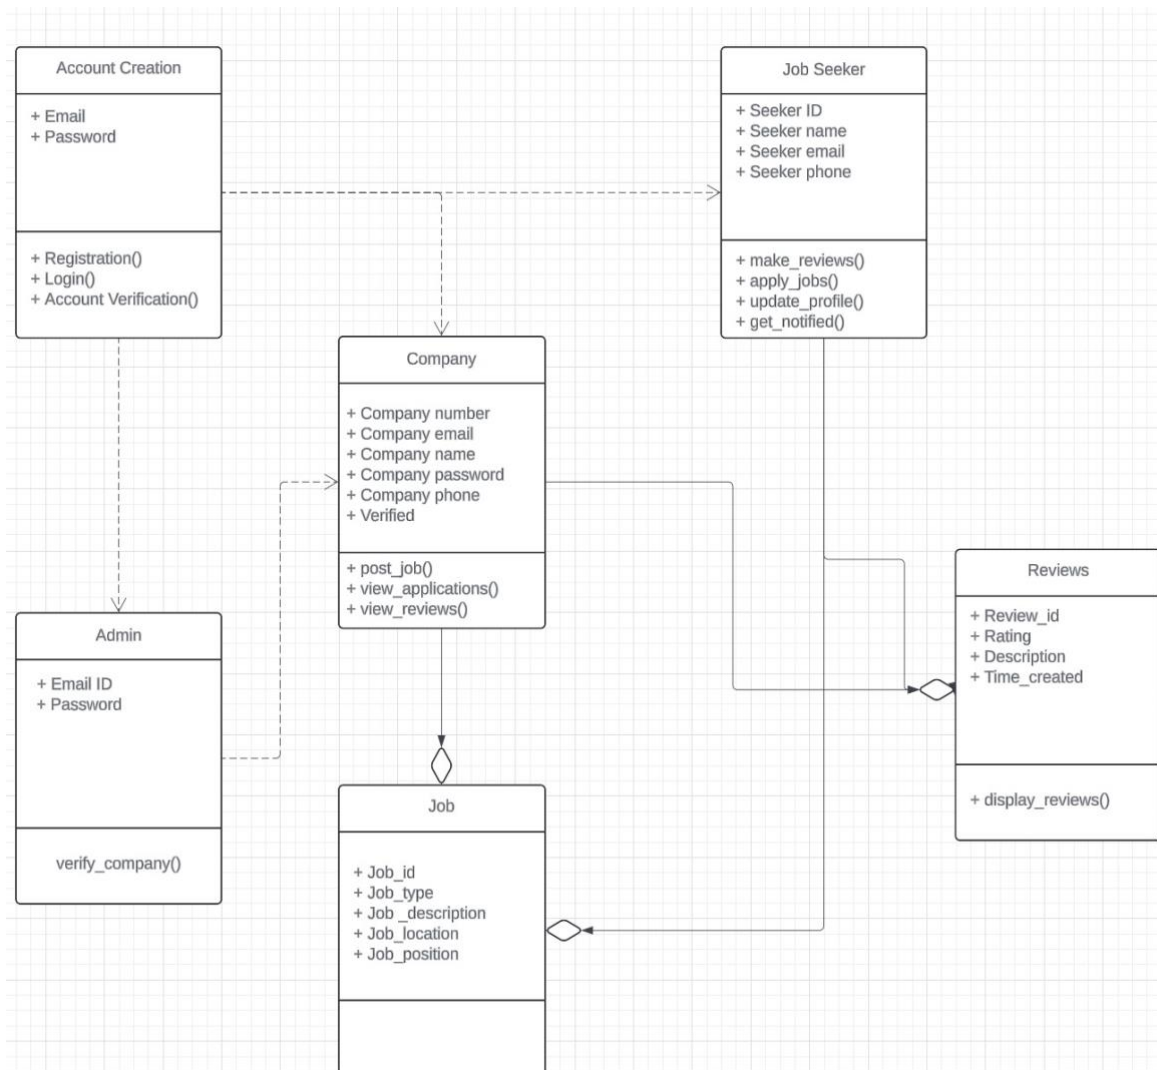 Account Creation
+ Email
+ Password
+ Registration()
+ Login()
+ Account Verification()
Job Seeker
+ Seeker ID
+ Seeker name
+ Seeker email
+ Seeker phone
+ make_reviews()
+ apply_jobs()
+ update_profile()
+ get_notified()
Company
+ Company number
+ Company email
+ Company name
+ Company password
+ Company phone
+ Verified
+ post_job()
+ view_applications()
+ view_reviews()
Reviews
+ Review_id
+ Rating
+ Description
+ Time_created
+ display_reviews()
Admin
+ Email ID
+ Password
verify_company()
Job
+ Job_id
+ Job_type
+ Job _description
+ Job_location
+ Job_position